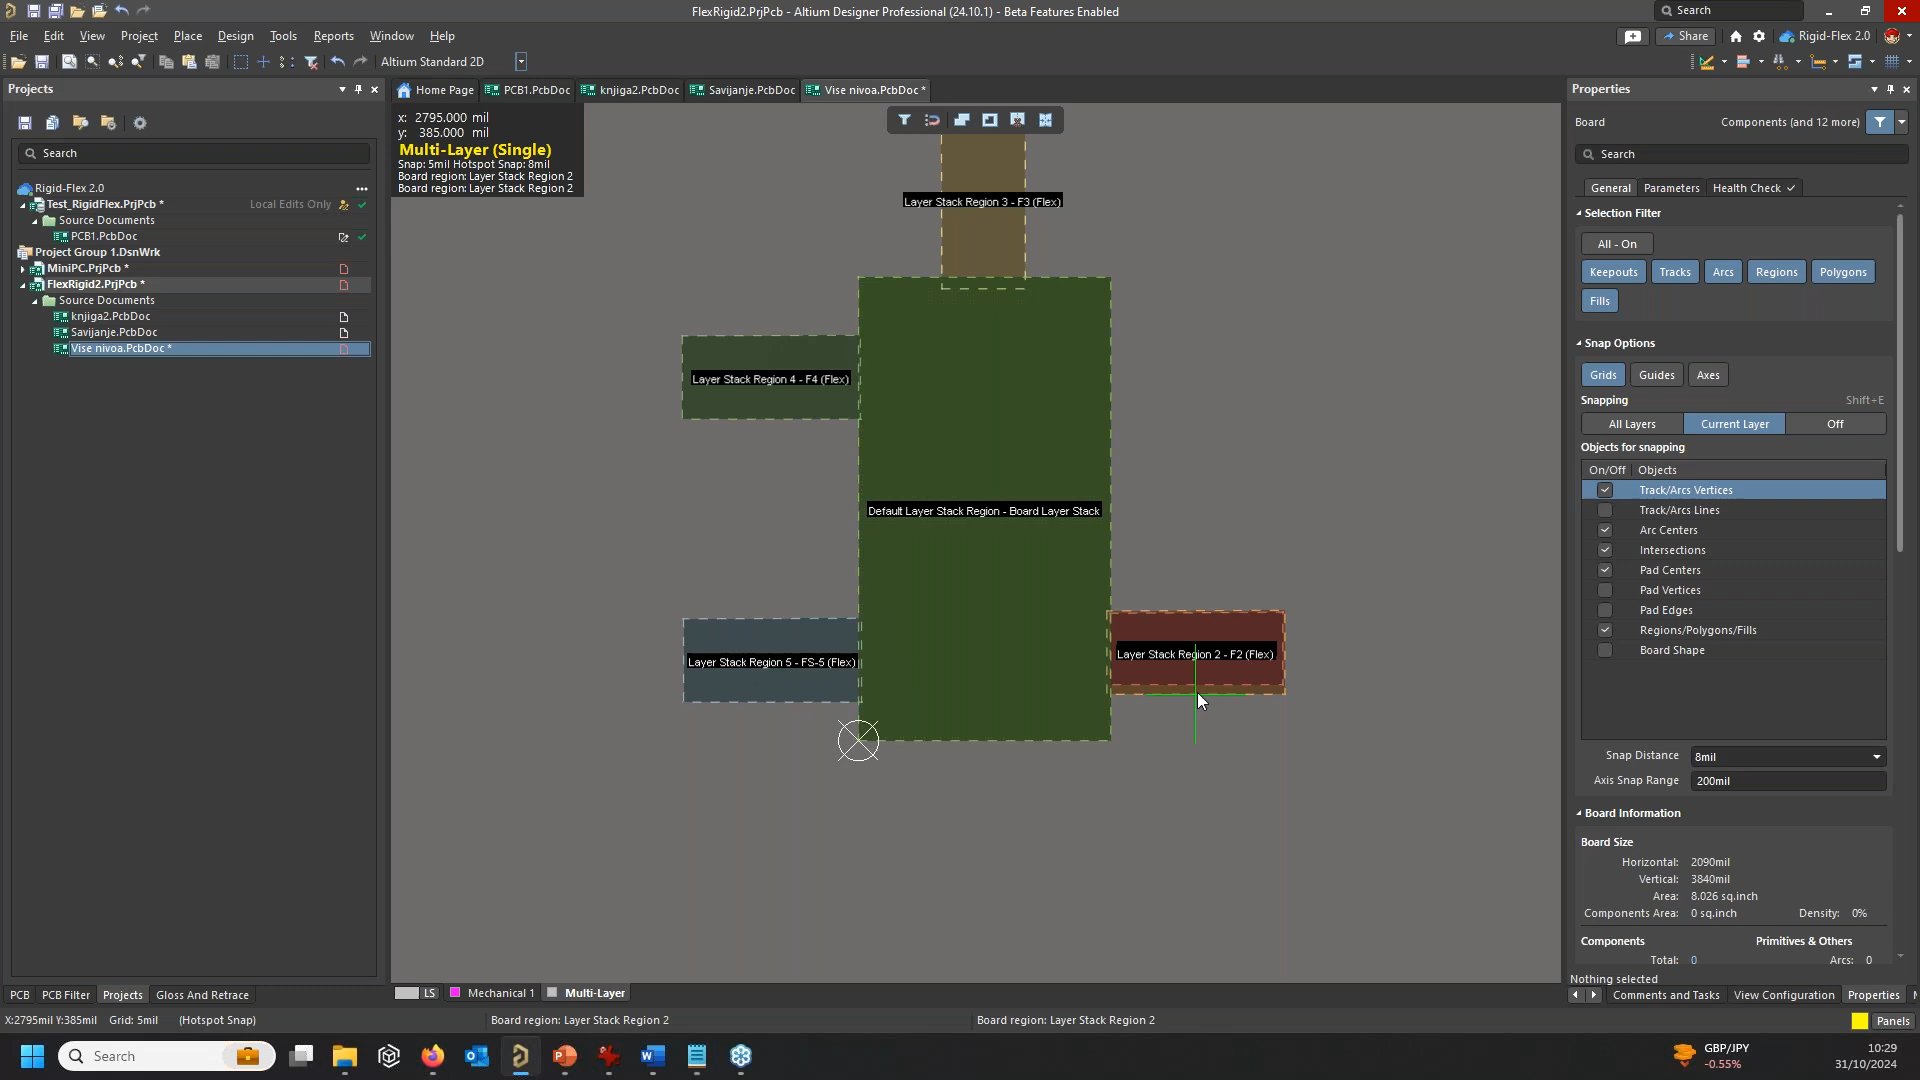 FlexRigid2.PrjPcb - Altium Designer Professional (24.10.1) - Beta Features Enabled
Search
File Edit View Project Place Design Tools Reports Window Help
Share
Rigid-Flex 2.0
Altium Standard 2D
Projects
Search
Rigid-Flex 2.0
Test_RigidFlex.PrjPcb * Local Edits Only
Source Documents
PCB1.PcbDoc
Project Group 1.DsnWrk
MiniPC.PrjPcb *
FlexRigid2.PrjPcb *
Source Documents
knjiga2.PcbDoc
Savijanje.PcbDoc
Vise nivoa.PcbDoc *
Home Page PCB1.PcbDoc knjiga2.PcbDoc Savijanje.PcbDoc Vise nivoa.PcbDoc *
x: 2795.000 mil
y: 385.000 mil
Multi-Layer (Single)
Snap: 5mil Hotspot Snap: 8mil
Board region: Layer Stack Region 2
Board region: Layer Stack Region 2
Layer Stack Region 3 - F3 (Flex)
Layer Stack Region 4 - F4 (Flex)
Default Layer Stack Region - Board Layer Stack
Layer Stack Region 2 - F2 (Flex)
Layer Stack Region 5 - FS-5 (Flex)
Properties
Board Components (and 12 more)
Search
General Parameters Health Check
Selection Filter
All - On
Keepouts Tracks Arcs Regions Polygons
Fills
Snap Options
Grids Guides Axes
Snapping Shift+E
All Layers Current Layer Off
Objects for snapping
On/Off Objects
Track/Arcs Vertices
Track/Arcs Lines
Arc Centers
Intersections
Pad Centers
Pad Vertices
Pad Edges
Regions/Polygons/Fills
Board Shape
Snap Distance 8mil
Axis Snap Range 200mil
Board Information
Board Size
Horizontal: 2090mil
Vertical: 3840mil
Area: 8.026 sq.inch
Components Area: 0 sq.inch Density: 0%
Components Primitives & Others
Total: 0 Arcs: 0
Nothing selected
PCB PCB Filter Projects Gloss And Retrace
LS Mechanical 1 Multi-Layer
Comments and Tasks View Configuration Properties
X:2795mil Y:385mil Grid: 5mil (Hotspot Snap)
Board region: Layer Stack Region 2
Board region: Layer Stack Region 2
Panels
Search
GBP/JPY
-0.55%
10:29
31/10/2024